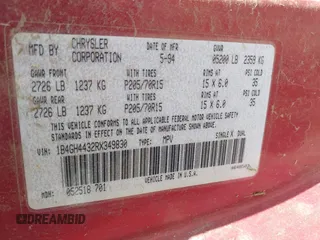 MFD BY CHRYSLER CORPORATION DATE OF MFR 5-94 GVWR 05200 LB 2359 KG
GAWR FRONT WITH TIRES RIMS AT PSI COLD
2726 LB 1237 KG P205/70R15 15 X 6.0 35
GAWR REAR WITH TIRES RIMS AT PSI COLD
2726 LB 1237 KG P205/70R15 15 X 6.0 35
THIS VEHICLE CONFORMS TO ALL APPLICABLE
FEDERAL MOTOR VEHICLE SAFETY STANDARDS
IN EFFECT ON THE DATE OF MANUFACTURE SHOWN ABOVE
VIN: 1B4GH4432RX349830 TYPE: MPV SINGLE X DUAL
MDH: 052518 701 VEHICLE MADE IN U.S.A.
© DREAMBID